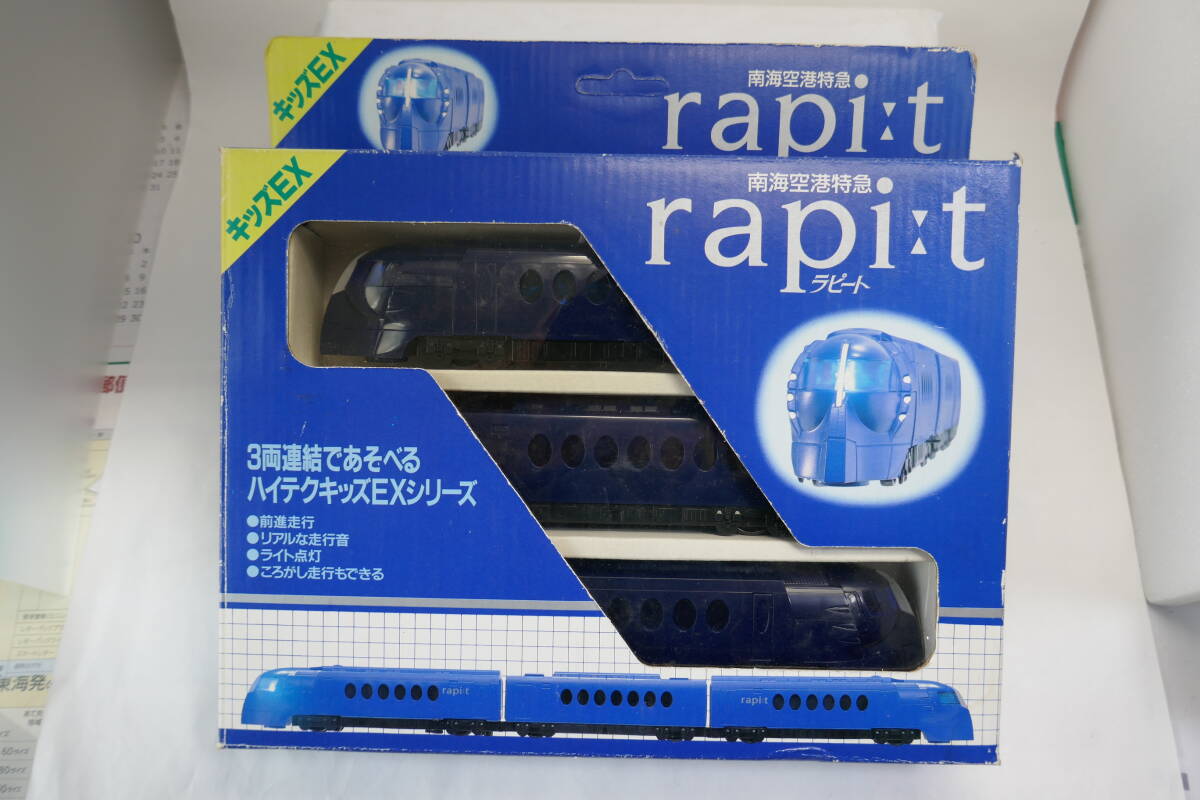 キッズEX
南海空港特急
rapi:t
キッズEX
南海空港特急
rapi:t
ラピート
3両連結であそべる
ハイテクキッズEXシリーズ
●前進走行
●リアルな走行音
●ライト点灯
●ころがし走行もできる
rapi:t
rapi:t
東海発